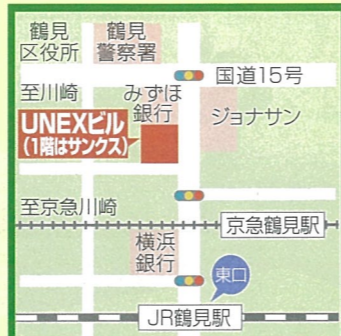 鶴見
区役所
鶴見
警察署
国道15号
至川崎
みずほ
銀行
ジョナサン
UNEXビル
(1階はサンクス)
至京急川崎
京急鶴見駅
横浜
銀行
東口
JR鶴見駅